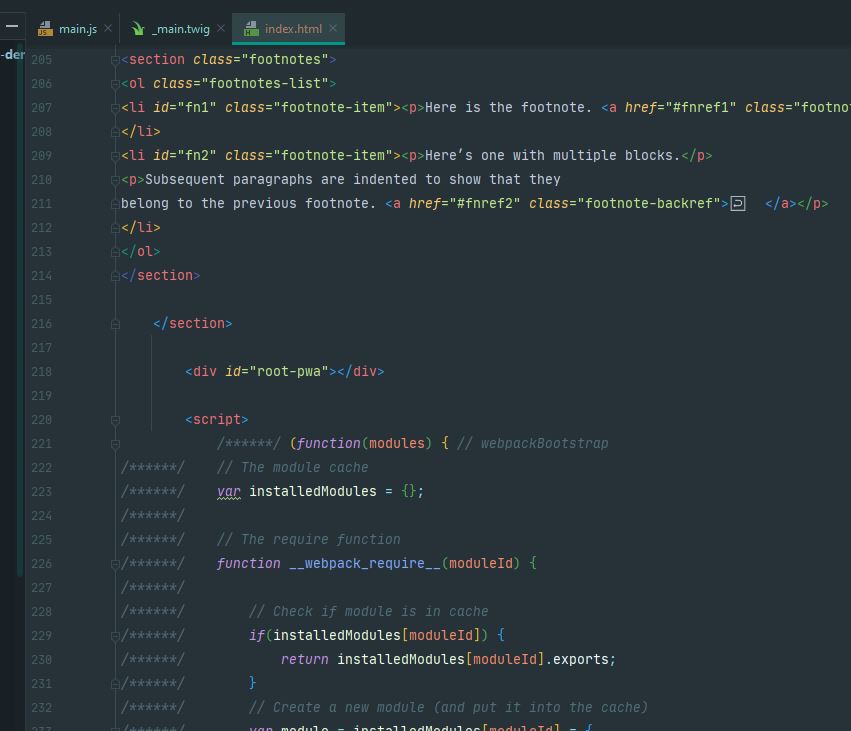 main.js
_main.twig
index.html
-der
205 <section class="footnotes">
206 <ol class="footnotes-list">
207 <li id="fn1" class="footnote-item"><p>Here is the footnote. <a href="#fnref1" class="footno
208 </li>
209 <li id="fn2" class="footnote-item"><p>Here’s one with multiple blocks.</p>
210 <p>Subsequent paragraphs are indented to show that they
211 belong to the previous footnote. <a href="#fnref2" class="footnote-backref">↩ </a></p>
212 </li>
213 </ol>
214 </section>
215
216 </section>
217
218 <div id="root-pwa"></div>
219
220 <script>
221 /******/ (function(modules) { // webpackBootstrap
222 /******/ // The module cache
223 /******/ var installedModules = {};
224 /******/
225 /******/ // The require function
226 /******/ function __webpack_require__(moduleId) {
227 /******/
228 /******/ // Check if module is in cache
229 /******/ if(installedModules[moduleId]) {
230 /******/ return installedModules[moduleId].exports;
231 /******/ }
232 /******/ // Create a new module (and put it into the cache)
233 /******/ var module = installedModules[moduleId] = {